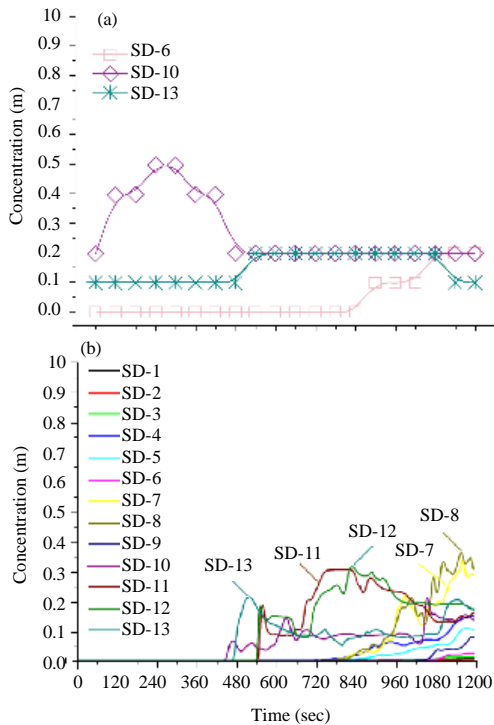 (a)
SD-6
SD-10
SD-13
Concentration (m)
10
0.9
0.8
0.7
0.6
0.5
0.4
0.3
0.2
0.1
0.0
(b)
SD-1
SD-2
SD-3
SD-4
SD-5
SD-6
SD-7
SD-8
SD-9
SD-10
SD-11
SD-12
SD-13
Concentration (m)
10
0.9
0.8
0.7
0.6
0.5
0.4
0.3
0.2
0.1
0.0
SD-13
SD-11
SD-12
SD-7
SD-8
0 120 240 360 480 600 720 840 960 1080 1200
Time (sec)